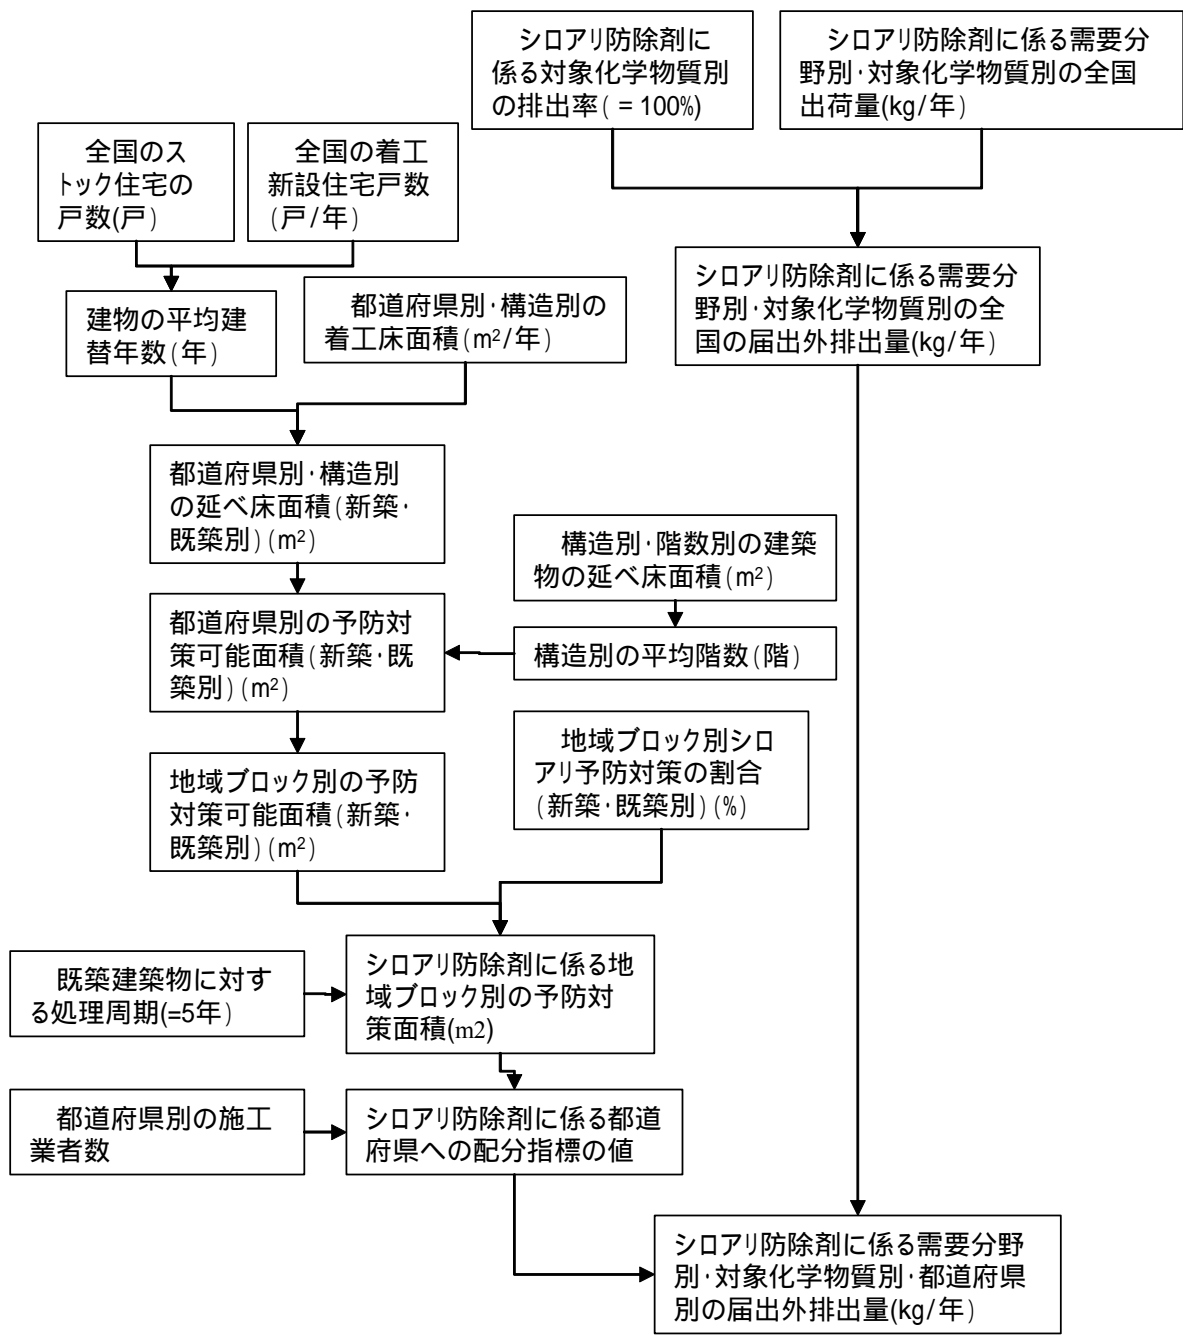 シロアリ防除剤に
係る対象化学物質別
の排出率(=100%)
シロアリ防除剤に係る需要分
野別・対象化学物質別の全国
出荷量(kg/年)
全国のス
トック住宅の
戸数(戸)
全国の着工
新設住宅戸数
(戸/年)
シロアリ防除剤に係る需要分
野別・対象化学物質別の全
国の届出外排出量(kg/年)
建物の平均建
替年数(年)
都道府県別・構造別の
着工床面積(m²/年)
都道府県別・構造別
の延べ床面積(新築・
既築別)(m²)
構造別・階数別の建築
物の延べ床面積(m²)
都道府県別の予防対
策可能面積(新築・既
築別)(m²)
構造別の平均階数(階)
地域ブロック別の予防
対策可能面積(新築・
既築別)(m²)
地域ブロック別シロ
アリ予防対策の割合
(新築・既築別)(%)
既築建築物に対す
る処理周期(=5年)
シロアリ防除剤に係る地
域ブロック別の予防対
策面積(m2)
都道府県別の施工
業者数
シロアリ防除剤に係る都道
府県への配分指標の値
シロアリ防除剤に係る需要分野
別・対象化学物質別・都道府県
別の届出外排出量(kg/年)